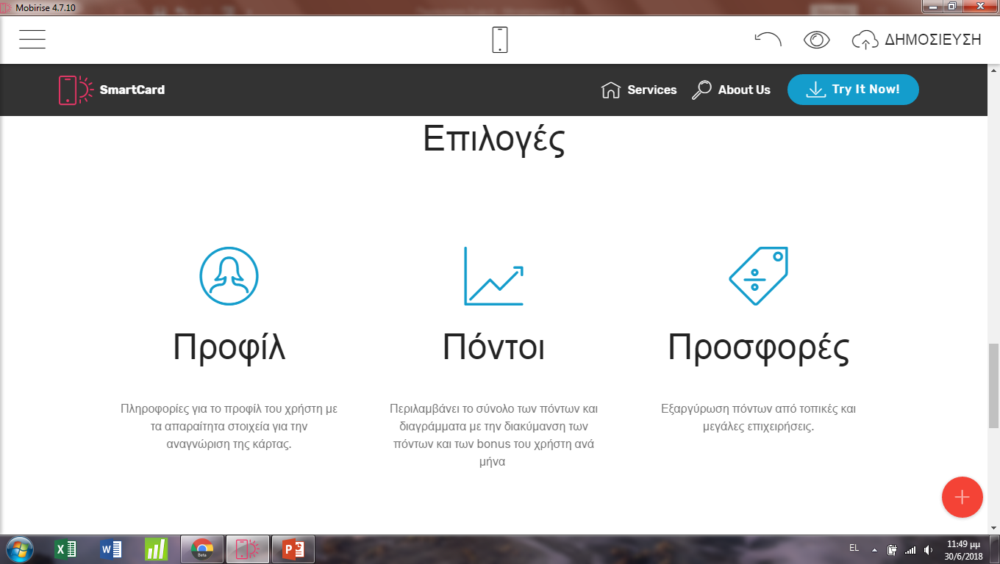 Mobirise 4.7.10
ΔΗΜΟΣΙΕΥΣΗ
SmartCard
Services
About Us
Try It Now!
Επιλογές
Προφίλ
Πληροφορίες για το προφίλ του χρήστη με
τα απαραίτητα στοιχεία για την
αναγνώριση της κάρτας.
Πόντοι
Περιλαμβάνει το σύνολο των πόντων και
διαγράμματα με την διακύμανση των
πόντων και των bonus του χρήστη ανά
μήνα
Προσφορές
Εξαργύρωση πόντων από τοπικές και
μεγάλες επιχειρήσεις.
Beta
EL
11:49 μμ
30/6/2018